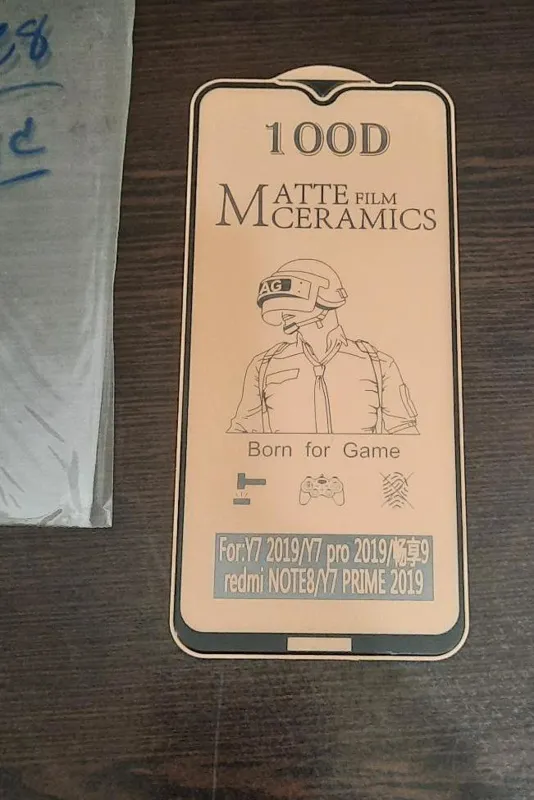 100D
MATTE FILM
CERAMICS
AG
Born for Game
For:Y7 2019/Y7 pro 2019/畅享9
redmi NOTE8/Y7 PRIME 2019